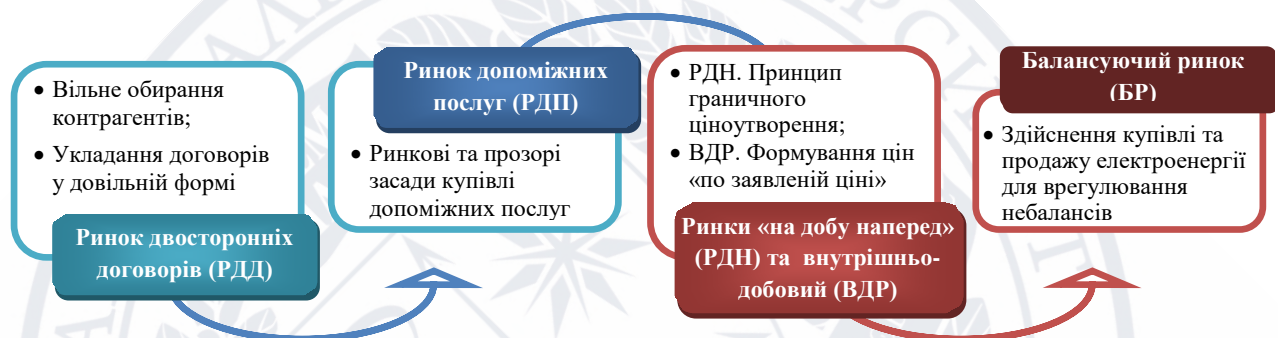 • Вільне обирання
контрагентів;
• Укладання договорів
у довільній формі
Ринок двосторонніх
договорів (РДД)
Ринок допоміжних
послуг (РДП)
• Ринкові та прозорі
засади купівлі
допоміжних послуг
• РДН. Принцип
граничного
ціноутворення;
• ВДР. Формування цін
«по заявленій ціні»
Ринки «на добу наперед»
(РДН) та внутрішньо-
добовий (ВДР)
Балансуючий ринок
(БР)
• Здійснення купівлі та
продажу електроенергії
для врегулювання
небалансів